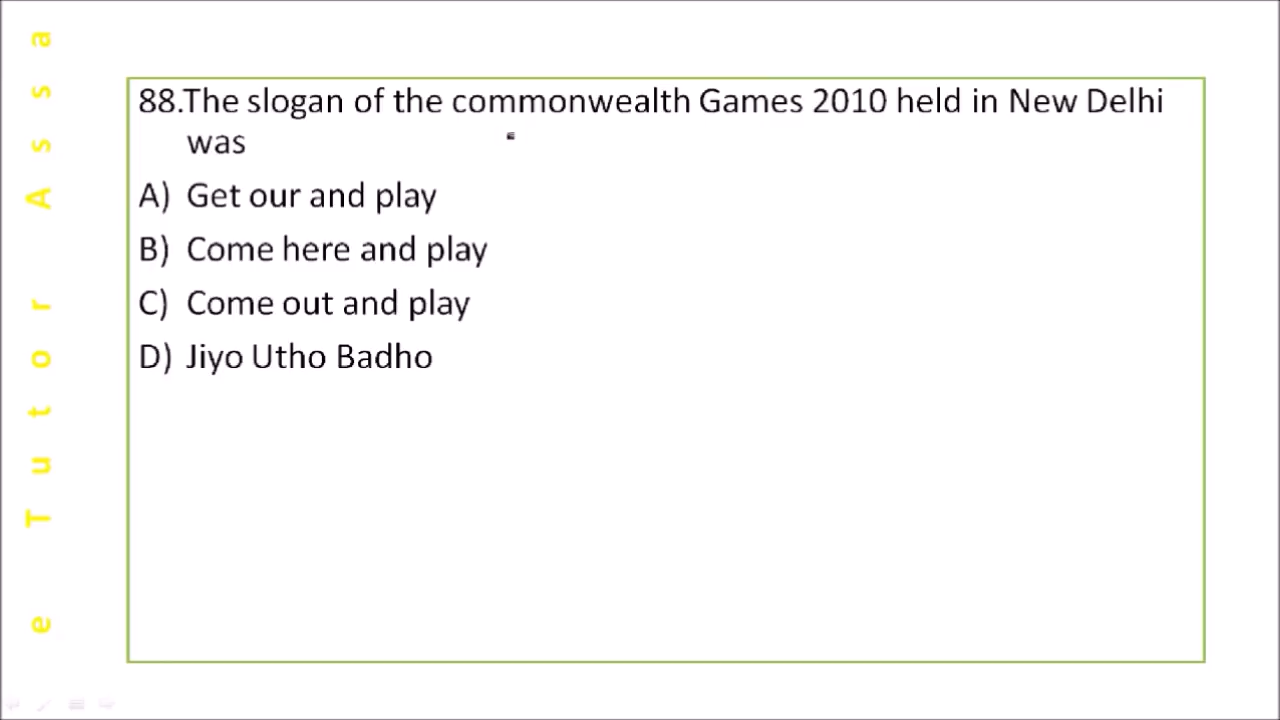 88.The slogan of the commonwealth Games 2010 held in New Delhi
was
A) Get our and play
B) Come here and play
C) Come out and play
D) Jiyo Utho Badho
e Tutor Assa